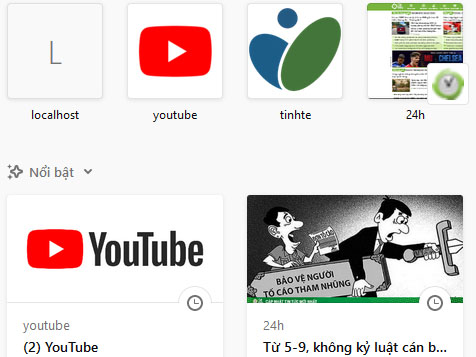 L
localhost
youtube
tinhte
24h
CHELSEA
Nổi bật
YouTube
BẢO VỆ NGƯỜI
TỐ CÁO THAM NHŨNG
youtube
24h
(2) YouTube
Từ 5-9, không kỷ luật cán b...